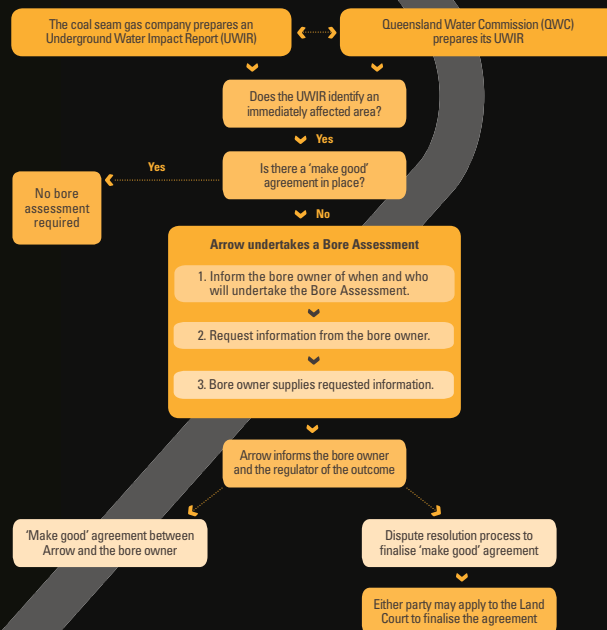 The coal seam gas company prepares an
Underground Water Impact Report (UWIR)
Queensland Water Commission (QWC)
prepares its UWIR
Does the UWIR identify an
immediately affected area?
Yes
Is there a ‘make good’
agreement in place?
Yes
No bore
assessment
required
No
Arrow undertakes a Bore Assessment
1. Inform the bore owner of when and who
will undertake the Bore Assessment.
2. Request information from the bore owner.
3. Bore owner supplies requested information.
Arrow informs the bore owner
and the regulator of the outcome
‘Make good’ agreement between
Arrow and the bore owner
Dispute resolution process to
finalise ‘make good’ agreement
Either party may apply to the Land
Court to finalise the agreement